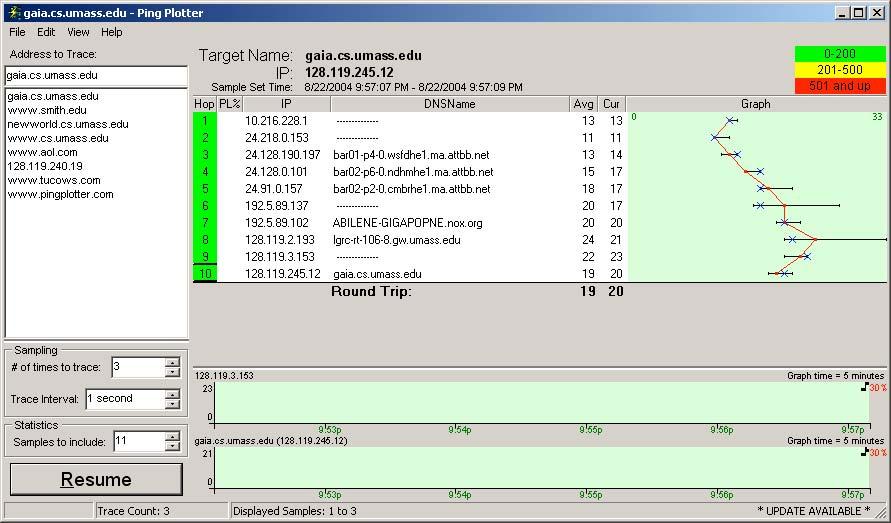 gaia.cs.umass.edu - Ping Plotter
File Edit View Help
Address to Trace:
gaia.cs.umass.edu
gaia.cs.umass.edu
www.smith.edu
newworld.cs.umass.edu
www.cs.umass.edu
www.aol.com
128.119.240.19
www.tucows.com
www.pingplotter.com
Sampling
# of times to trace: 3
Trace Interval: 1 second
Statistics
Samples to include: 11
Resume
Target Name: gaia.cs.umass.edu
IP: 128.119.245.12
Sample Set Time: 8/22/2004 9:57:07 PM - 8/22/2004 9:57:09 PM
0-200
201-500
501 and up
Hop PL% IP DNSName Avg Cur Graph
0 33
1 10.216.228.1 -------------- 13 13
2 24.218.0.153 -------------- 11 11
3 24.128.190.197 bar01-p4-0.wsfdhe1.ma.attbb.net 13 14
4 24.128.0.101 bar02-p6-0.ndhmhe1.ma.attbb.net 15 17
5 24.91.0.157 bar02-p2-0.cmbrhe1.ma.attbb.net 18 17
6 192.5.89.137 -------------- 20 17
7 192.5.89.102 ABILENE-GIGAPOPNE.nox.org 20 20
8 128.119.2.193 lgrc-rt-106-8.gw.umass.edu 24 21
9 128.119.3.153 -------------- 22 23
10 128.119.245.12 gaia.cs.umass.edu 19 20
Round Trip: 19 20
128.119.3.153 Graph time = 5 minutes
23 30%
0
9:53p 9:54p 9:55p 9:56p 9:57p
gaia.cs.umass.edu (128.119.245.12) Graph time = 5 minutes
21 30%
0
9:53p 9:54p 9:55p 9:56p 9:57p
Trace Count: 3 Displayed Samples: 1 to 3 * UPDATE AVAILABLE *